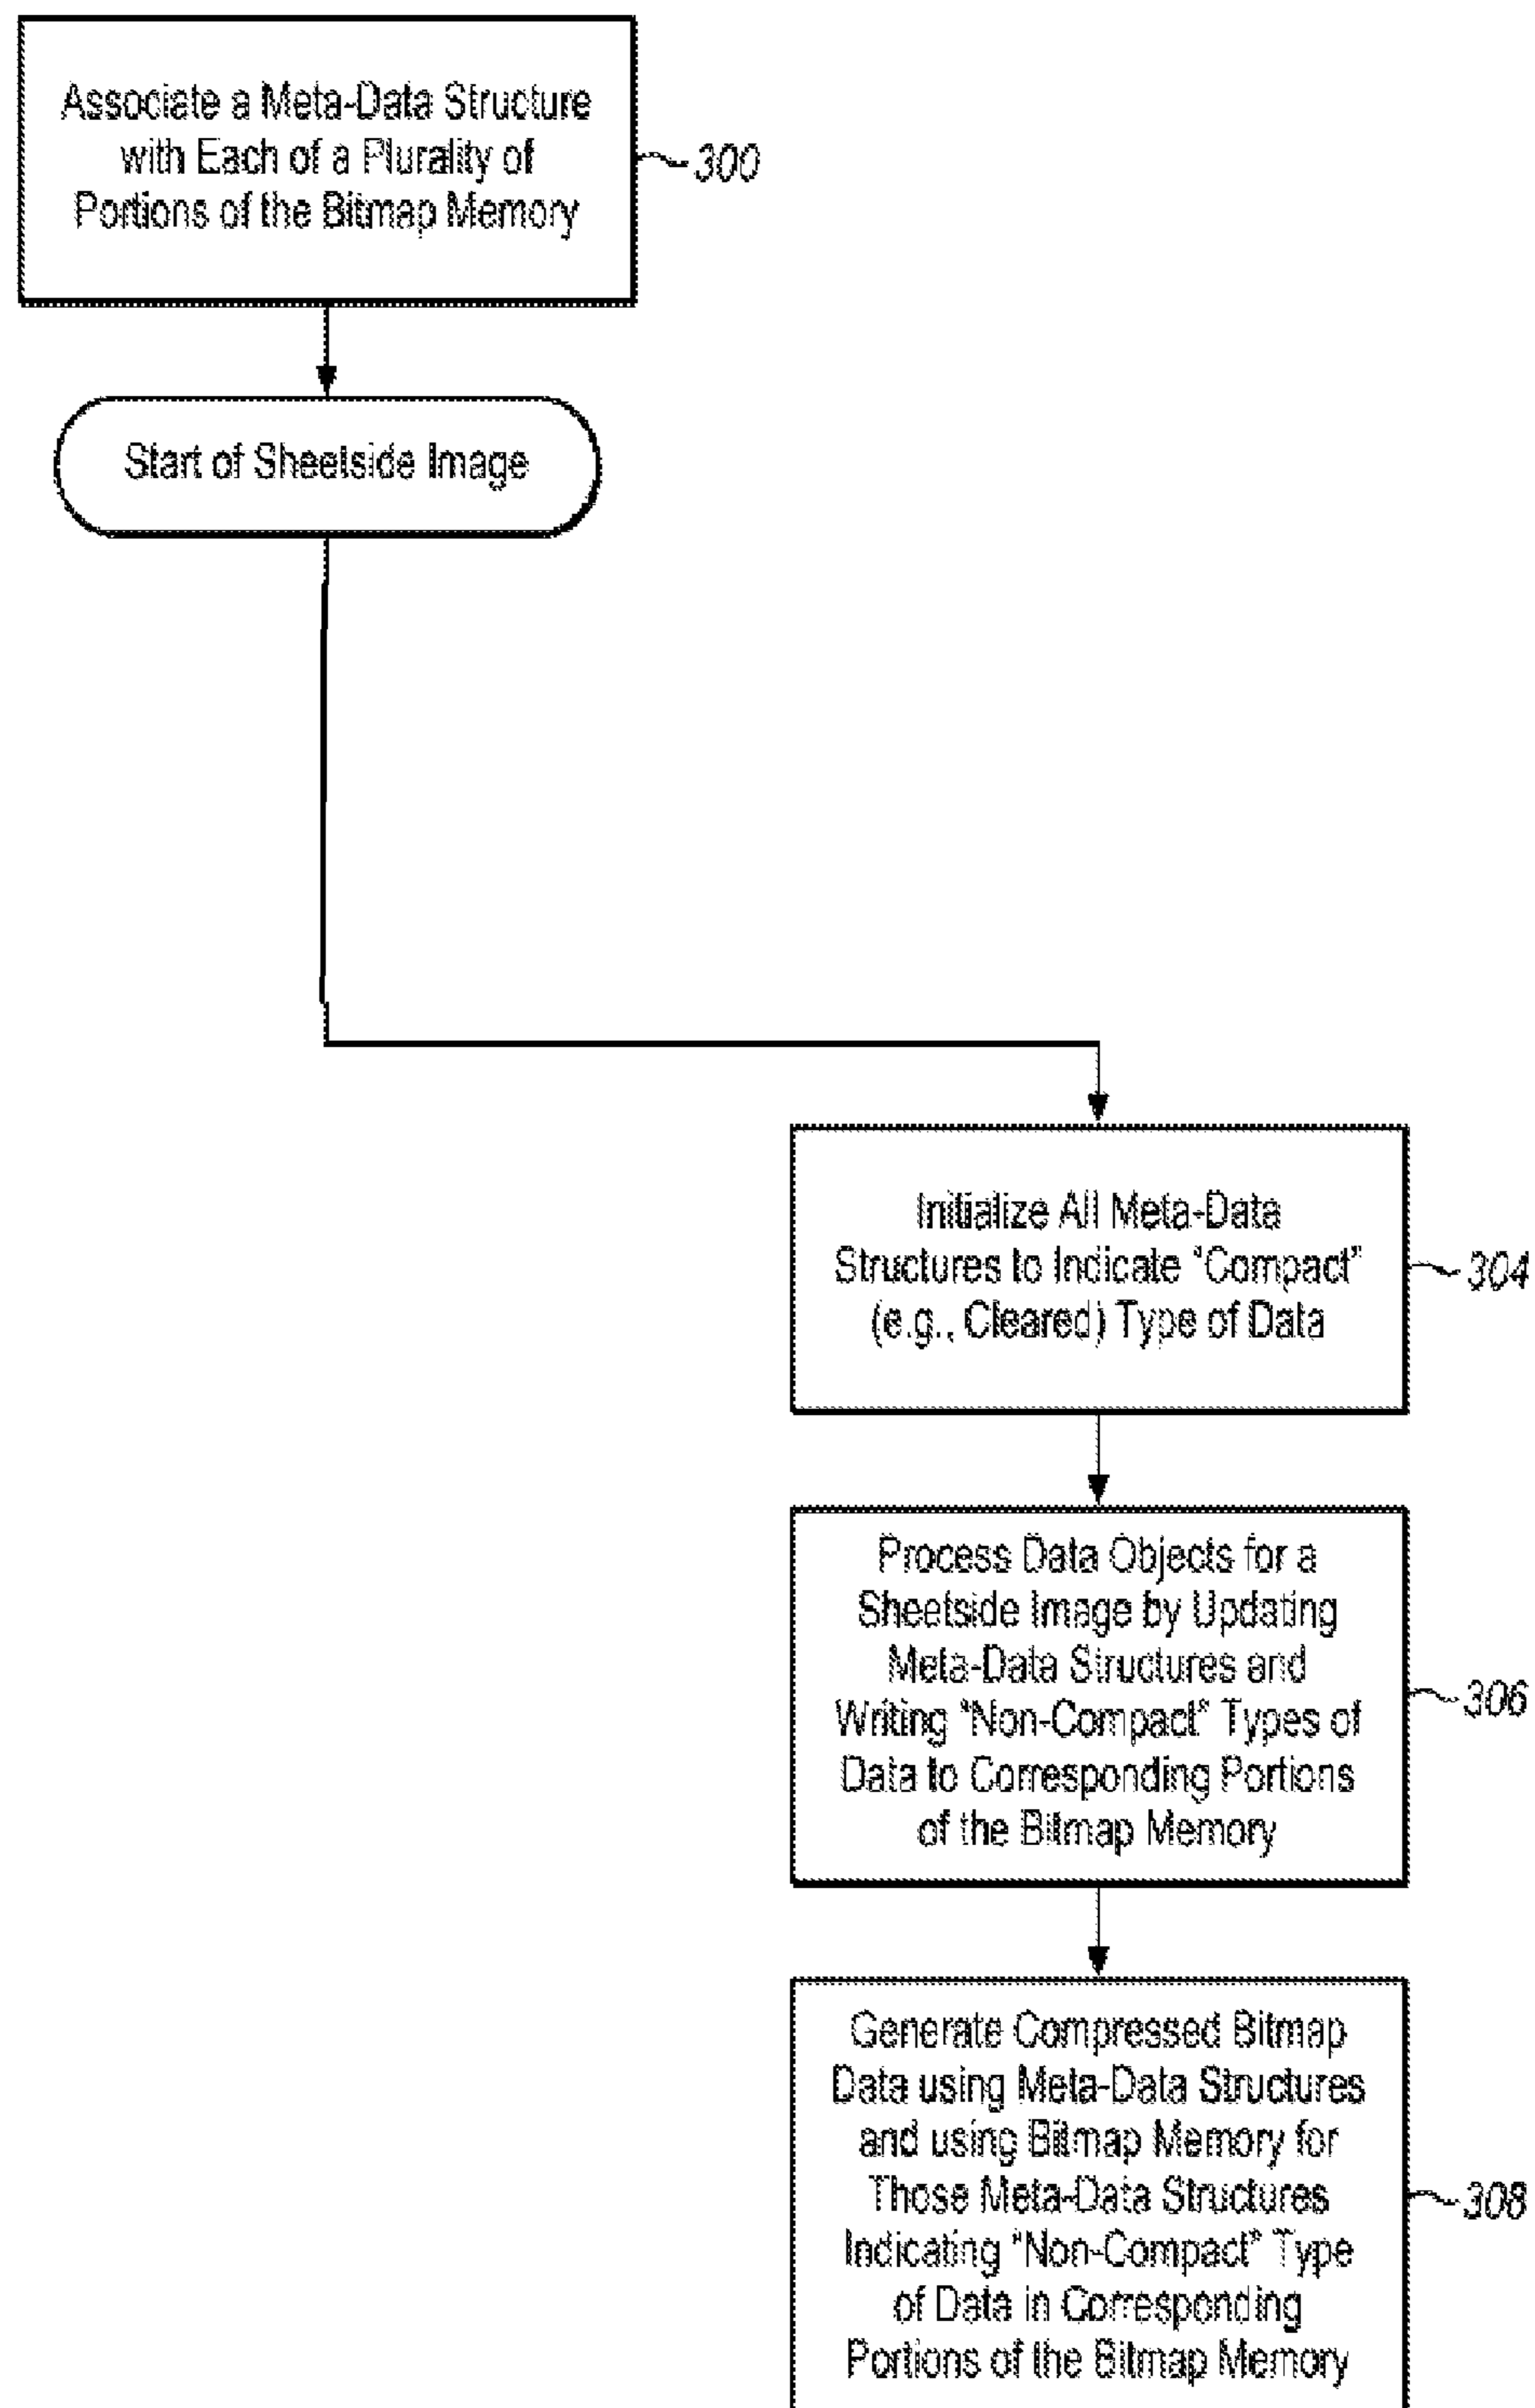 Associate a Meta-Data Structure
with Each of a Plurality of
Portions of the Bitmap Memory
300
Start of Sheetside Image
Initialize All Meta-Data
Structures to Indicate "Compact"
(e.g., Cleared) Type of Data
304
Process Data Objects for a
Sheetside Image by Updating
Meta-Data Structures and
Writing "Non-Compact" Types of
Data to Corresponding Portions
of the Bitmap Memory
306
Generate Compressed Bitmap
Data using Meta-Data Structures
and using Bitmap Memory for
Those Meta-Data Structures
Indicating "Non-Compact" Type
of Data in Corresponding
Portions of the Bitmap Memory
308